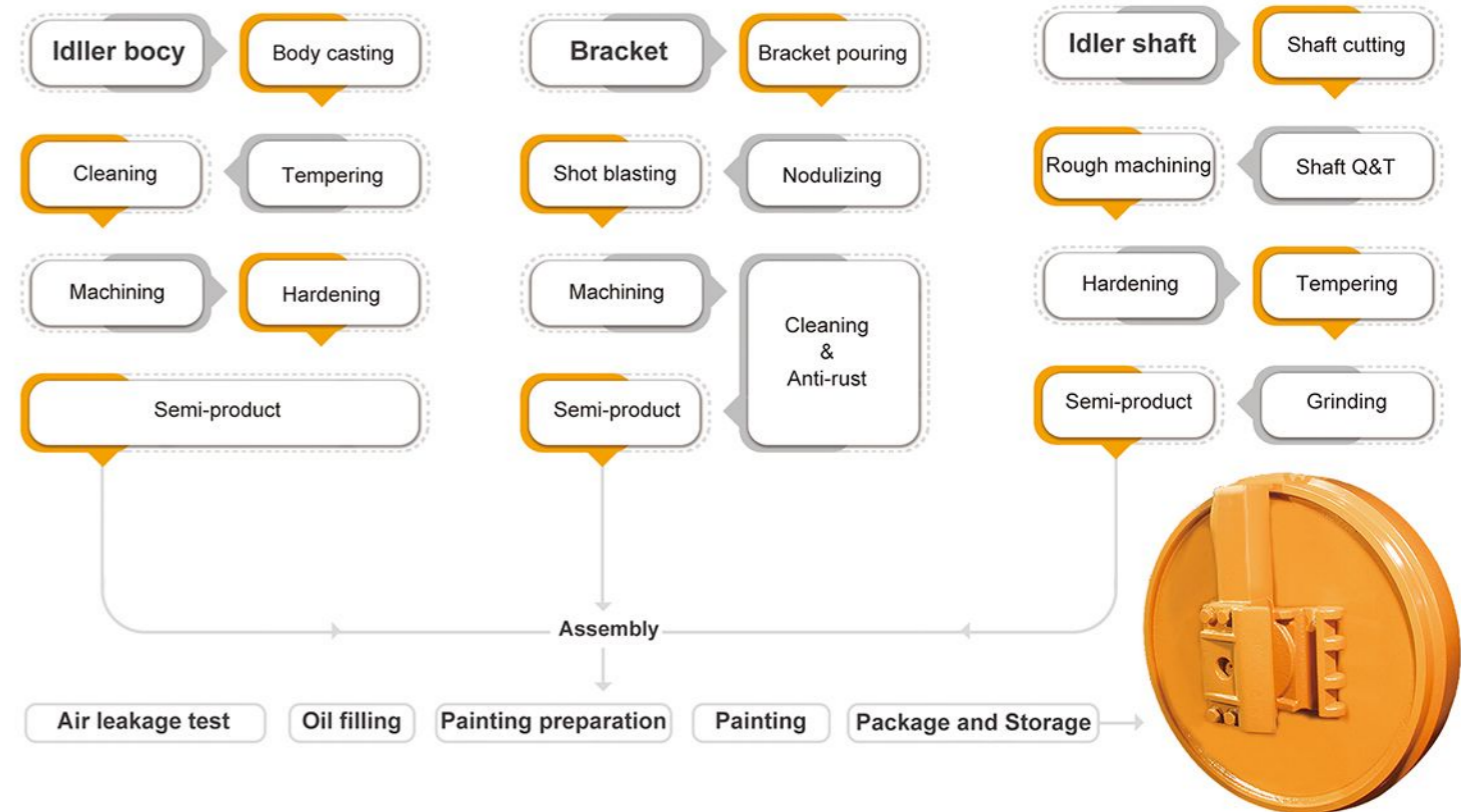 Idller bocy
Body casting
Cleaning
Tempering
Machining
Hardening
Semi-product
Bracket
Bracket pouring
Shot blasting
Nodulizing
Machining
Cleaning
&
Anti-rust
Semi-product
Idler shaft
Shaft cutting
Rough machining
Shaft Q&T
Hardening
Tempering
Semi-product
Grinding
Assembly
Air leakage test
Oil filling
Painting preparation
Painting
Package and Storage